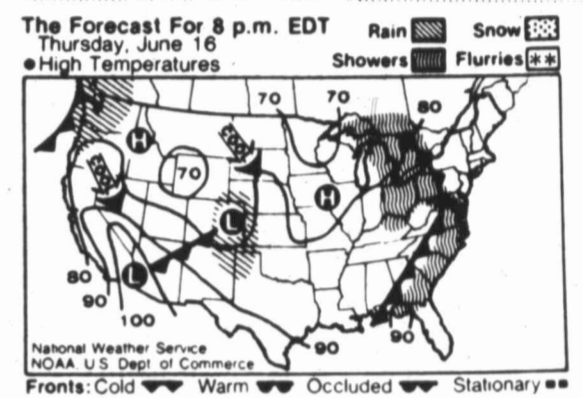 The Forecast For 8 p.m. EDT
Thursday, June 16
● High Temperatures
Rain Snow
Showers Flurries
70 70 80
H
70
H
L
80
L
90
100
90
90
National Weather Service
NOAA. U S Dept of Commerce
Fronts: Cold Warm Occluded Stationary